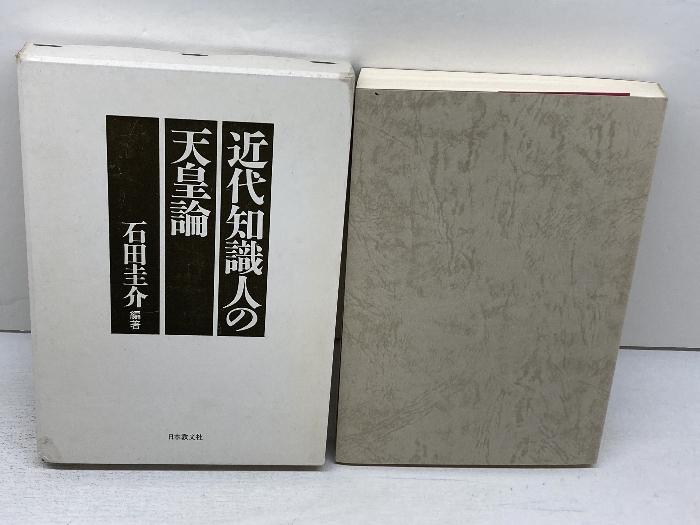 近代知識人の
天皇論
石田圭介 編著
日本教文社